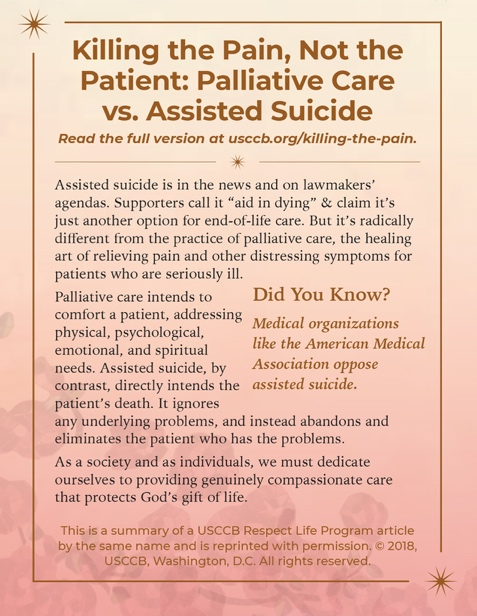 Killing the Pain, Not the
Patient: Palliative Care
vs. Assisted Suicide
Read the full version at usccb.org/killing-the-pain.
Assisted suicide is in the news and on lawmakers’
agendas. Supporters call it “aid in dying” & claim it’s
just another option for end-of-life care. But it’s radically
different from the practice of palliative care, the healing
art of relieving pain and other distressing symptoms for
patients who are seriously ill.
Palliative care intends to
comfort a patient, addressing
physical, psychological,
emotional, and spiritual
needs. Assisted suicide, by
contrast, directly intends the
patient’s death. It ignores
any underlying problems, and instead abandons and
eliminates the patient who has the problems.
Did You Know?
Medical organizations
like the American Medical
Association oppose
assisted suicide.
As a society and as individuals, we must dedicate
ourselves to providing genuinely compassionate care
that protects God’s gift of life.
This is a summary of a USCCB Respect Life Program article
by the same name and is reprinted with permission. © 2018,
USCCB, Washington, D.C. All rights reserved.